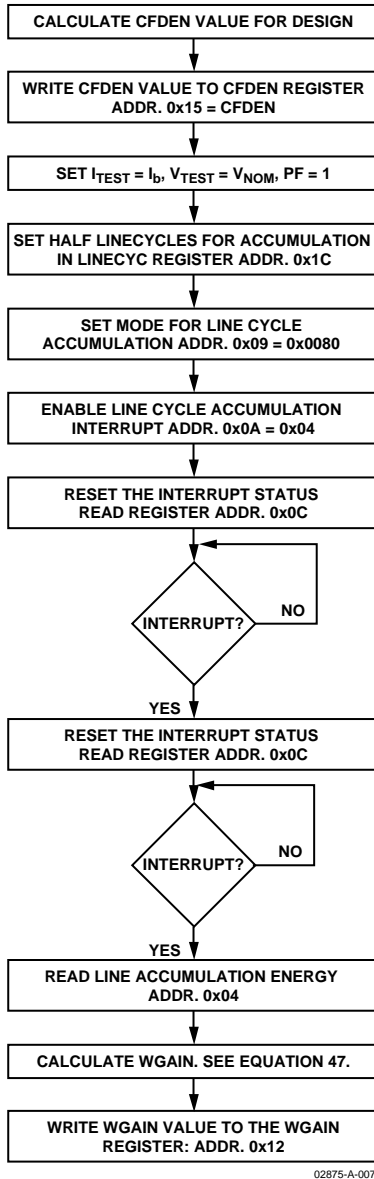 CALCULATE CFDEN VALUE FOR DESIGN
WRITE CFDEN VALUE TO CFDEN REGISTER
ADDR. 0x15 = CFDEN
SET ITEST = Ib, VTEST = VNOM, PF = 1
SET HALF LINECYCLES FOR ACCUMULATION
IN LINECYC REGISTER ADDR. 0x1C
SET MODE FOR LINE CYCLE
ACCUMULATION ADDR. 0x09 = 0x0080
ENABLE LINE CYCLE ACCUMULATION
INTERRUPT ADDR. 0x0A = 0x04
RESET THE INTERRUPT STATUS
READ REGISTER ADDR. 0x0C
INTERRUPT?
NO
YES
RESET THE INTERRUPT STATUS
READ REGISTER ADDR. 0x0C
INTERRUPT?
NO
YES
READ LINE ACCUMULATION ENERGY
ADDR. 0x04
CALCULATE WGAIN. SEE EQUATION 47.
WRITE WGAIN VALUE TO THE WGAIN
REGISTER: ADDR. 0x12
02875-A-007